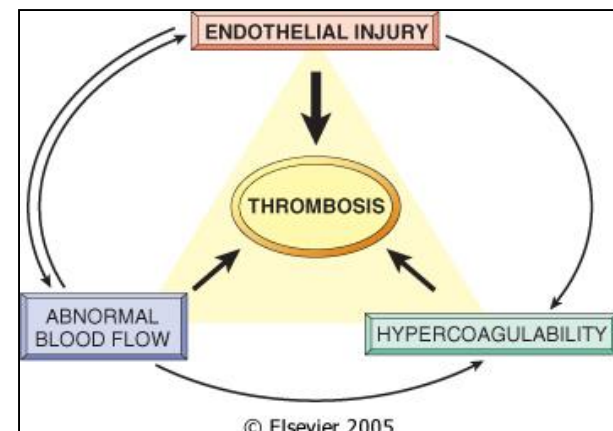 ENDOTHELIAL INJURY
THROMBOSIS
ABNORMAL
BLOOD FLOW
HYPERCOAGULABILITY
© Elsevier 2005